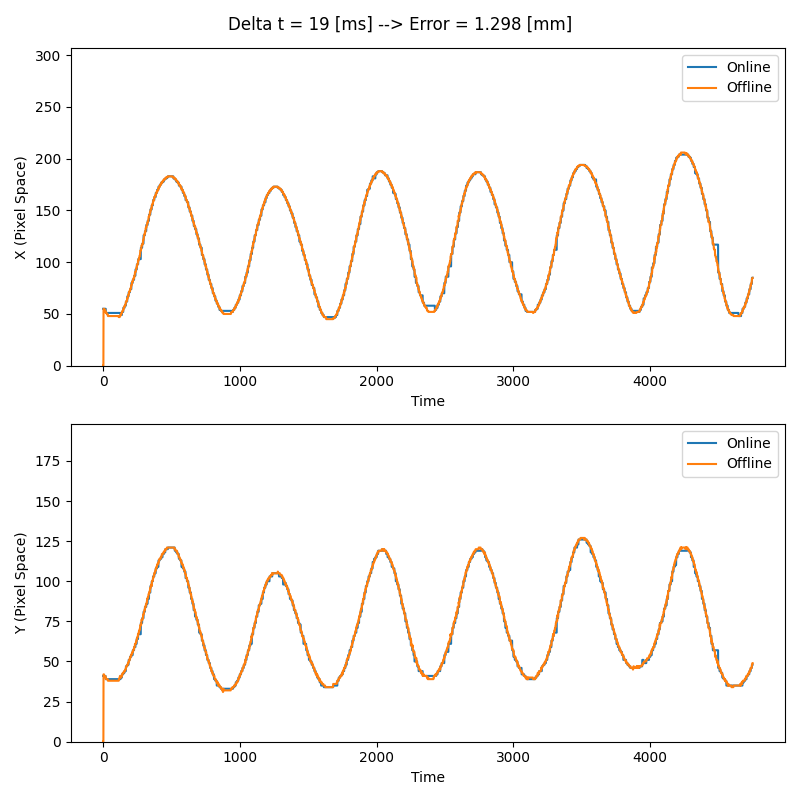 Delta t = 19 [ms] --> Error = 1.298 [mm]
300
250
200
150
100
50
0
X (Pixel Space)
Online
Offline
0 1000 2000 3000 4000
Time
175
150
125
100
75
50
25
0
Y (Pixel Space)
Online
Offline
0 1000 2000 3000 4000
Time